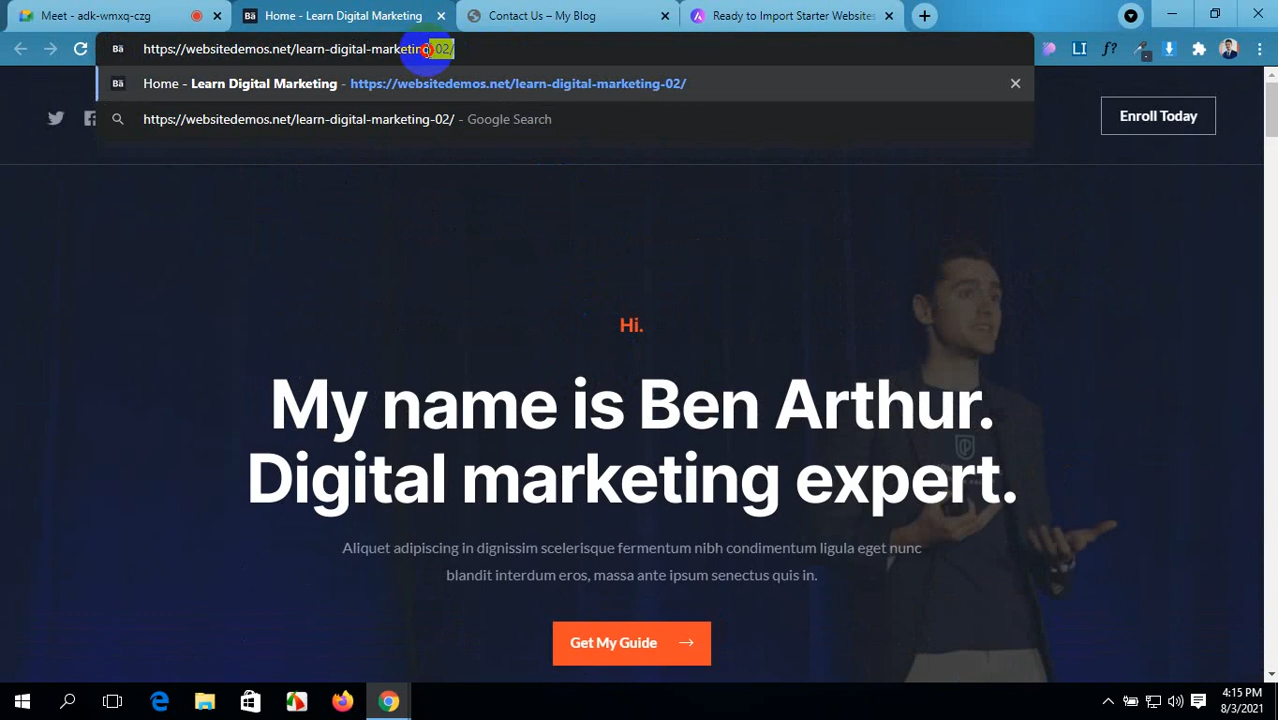 Meet - adk-wmxq-czg
Home - Learn Digital Marketing
Contact Us – My Blog
Ready to Import Starter Websites
https://websitedemos.net/learn-digital-marketing-02/
Home - Learn Digital Marketing - https://websitedemos.net/learn-digital-marketing-02/
https://websitedemos.net/learn-digital-marketing-02/ - Google Search
Enroll Today
Hi.
My name is Ben Arthur.
Digital marketing expert.
Aliquet adipiscing in dignissim scelerisque fermentum nibh condimentum ligula eget nunc
blandit interdum eros, massa ante ipsum senectus quis in.
Get My Guide →
4:15 PM
8/3/2021